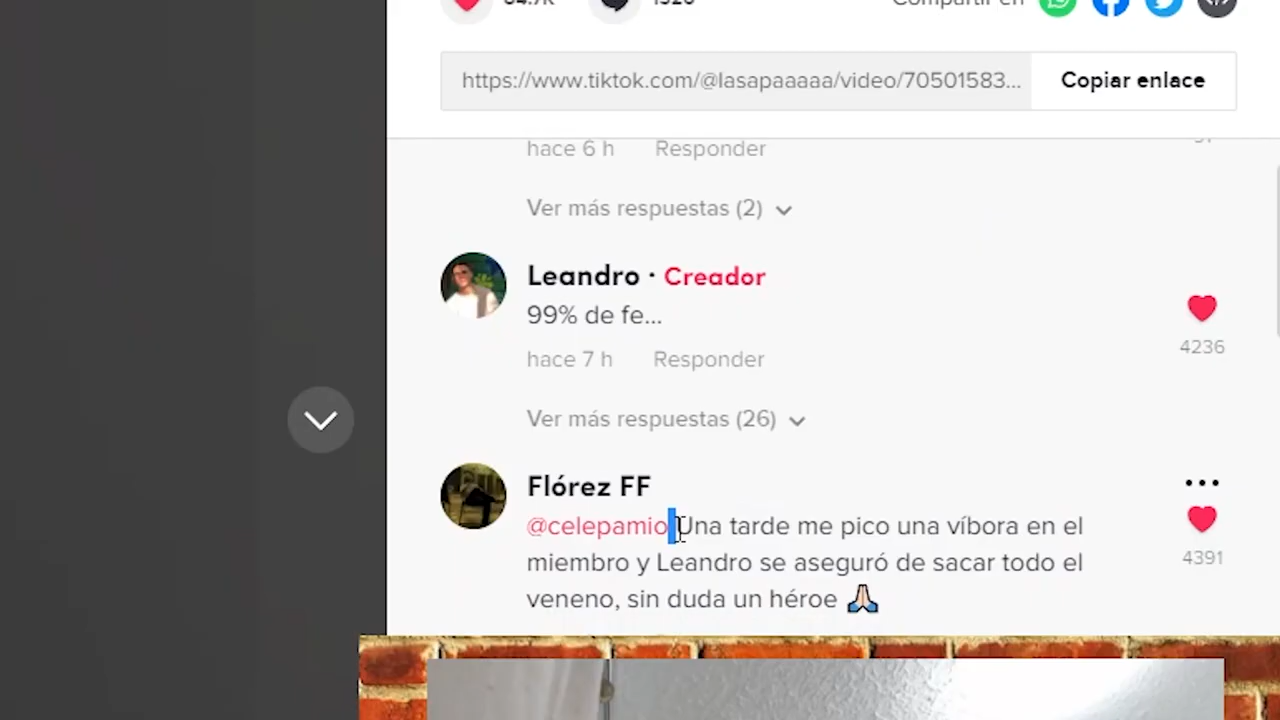 Compartir en
https://www.tiktok.com/@lasapaaaaa/video/70501583...
Copiar enlace
hace 6 h Responder
Ver más respuestas (2)
Leandro · Creador
99% de fe...
4236
hace 7 h Responder
Ver más respuestas (26)
Flórez FF
@celepamio Una tarde me pico una víbora en el
miembro y Leandro se aseguró de sacar todo el
veneno, sin duda un héroe 🙏🏻
4391